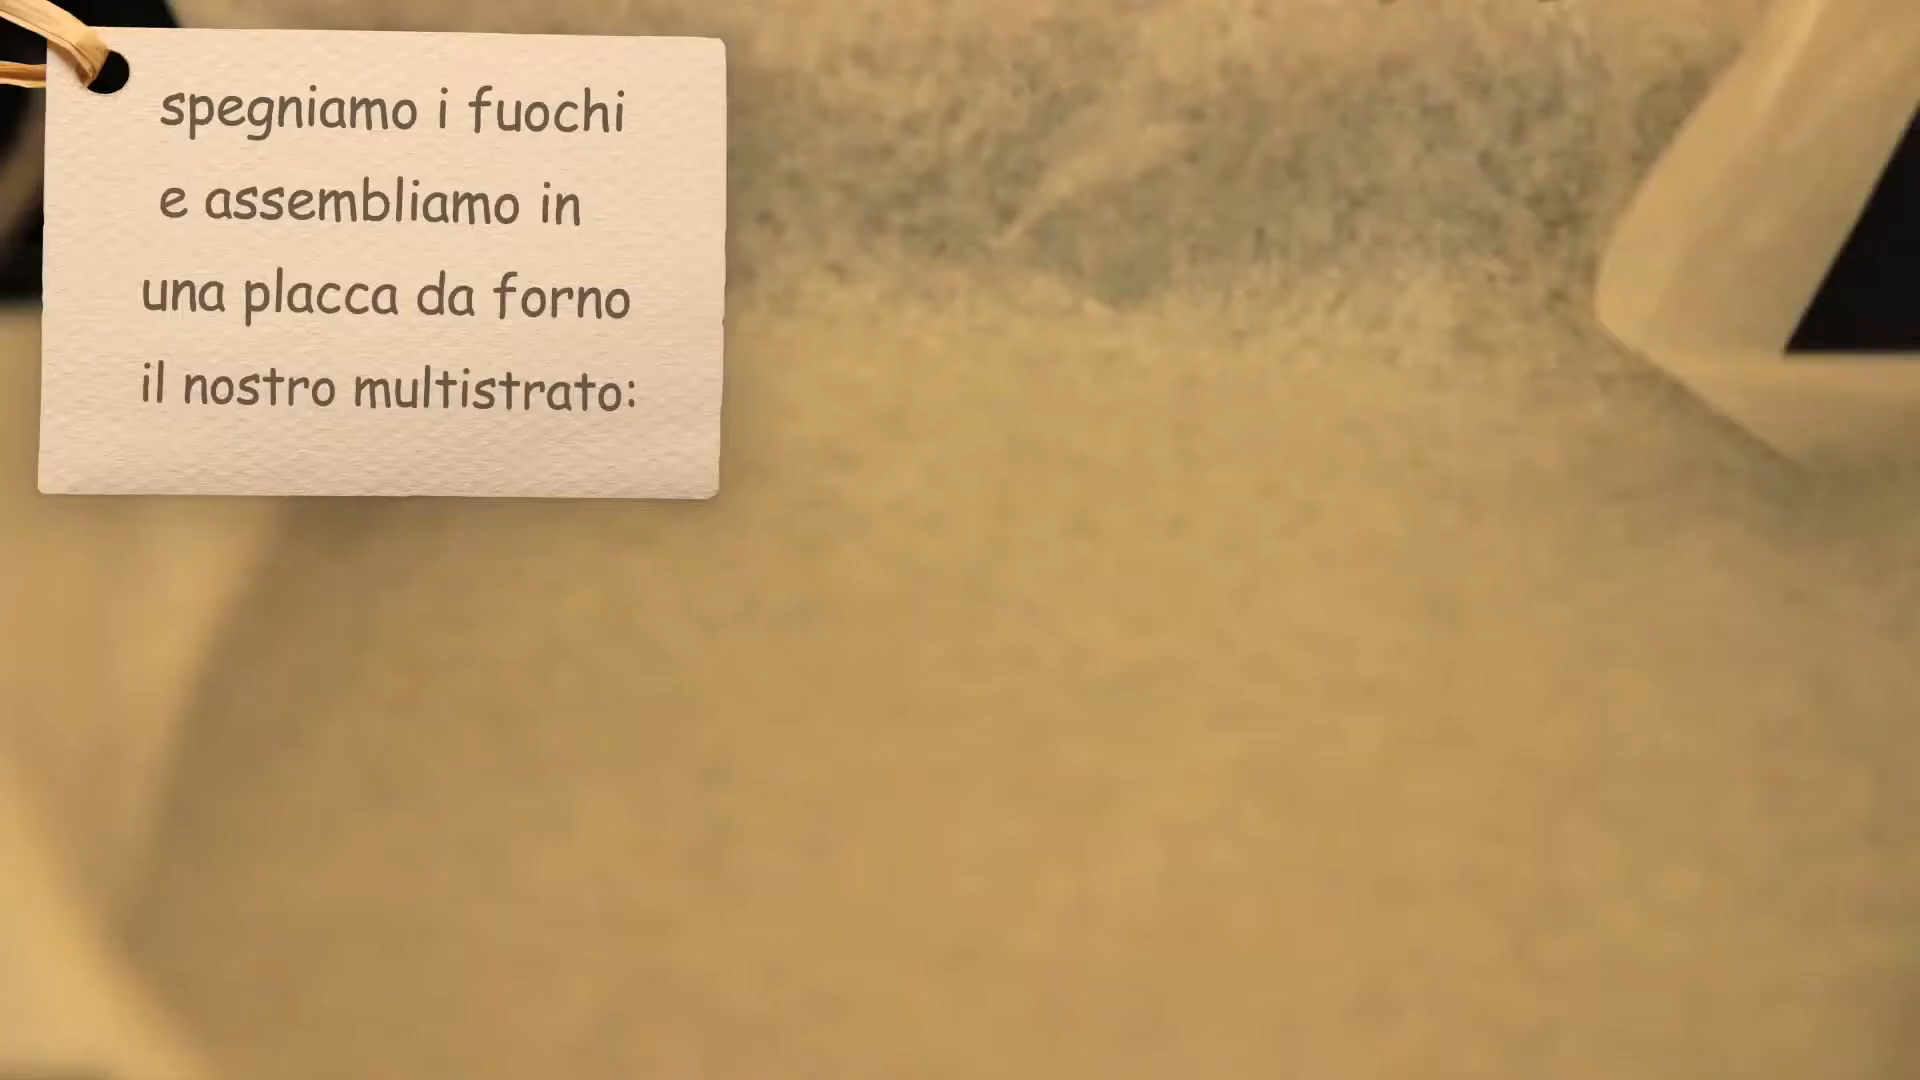 spegniamo i fuochi
e assembliamo in
una placca da forno
il nostro multistrato: